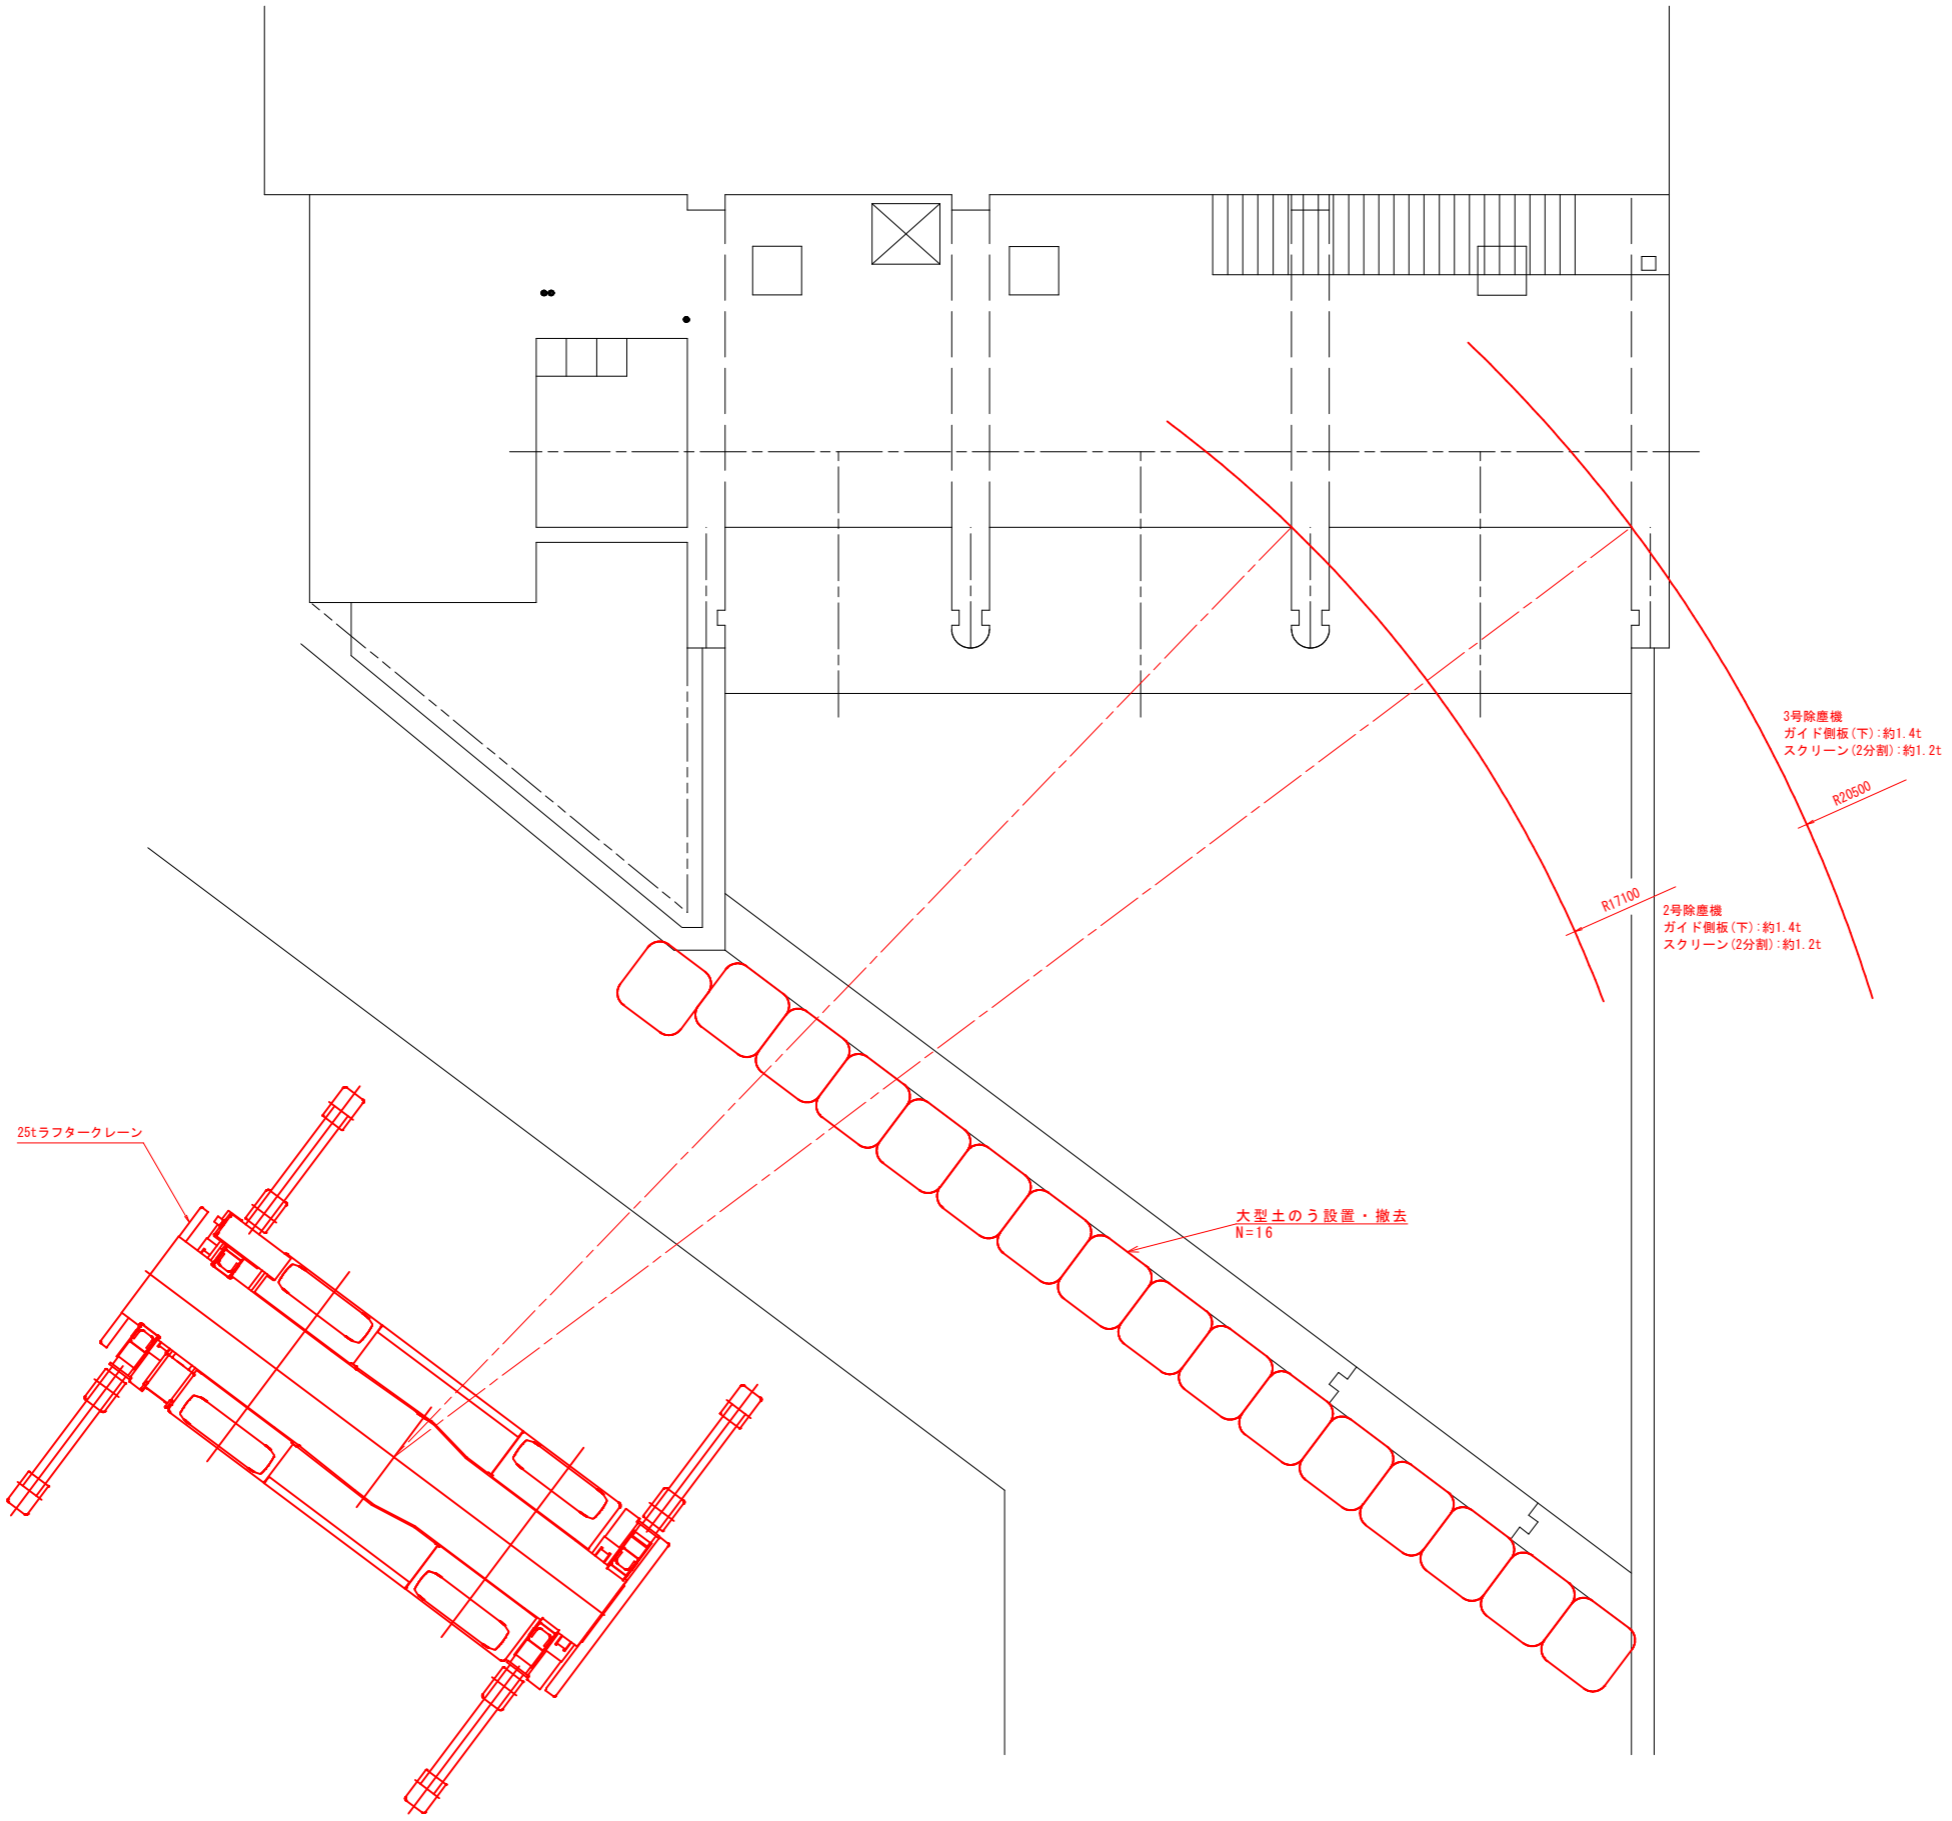 3号除塵機
ガイド側板(下):約1.4t
スクリーン(2分割):約1.2t
R20500
R17100
2号除塵機
ガイド側板(下):約1.4t
スクリーン(2分割):約1.2t
25tラフタークレーン
大型土のう設置・撤去
N=16